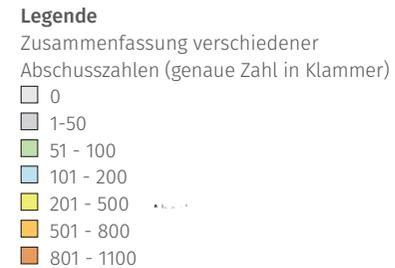 Legende
Zusammenfassung verschiedener
Abschusszahlen (genaue Zahl in Klammer)
0
1-50
51 - 100
101 - 200
201 - 500
501 - 800
801 - 1100